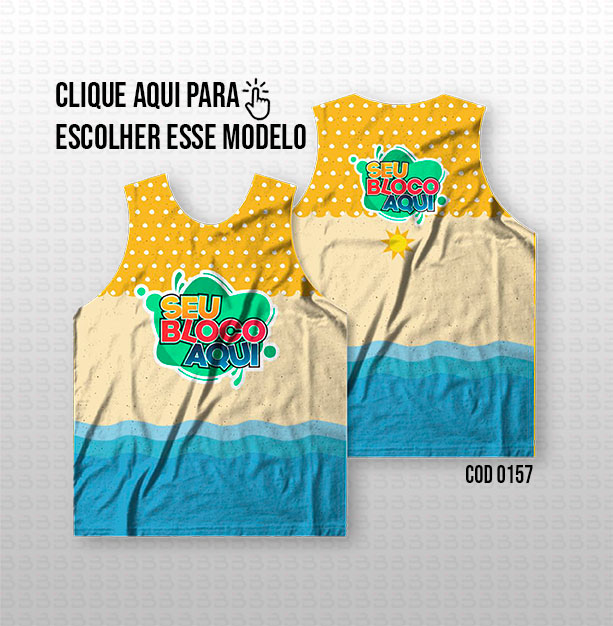 CLIQUE AQUI PARA
ESCOLHER ESSE MODELO
SEU
BLOCO
AQUI
SEU
BLOCO
AQUI
COD 0157